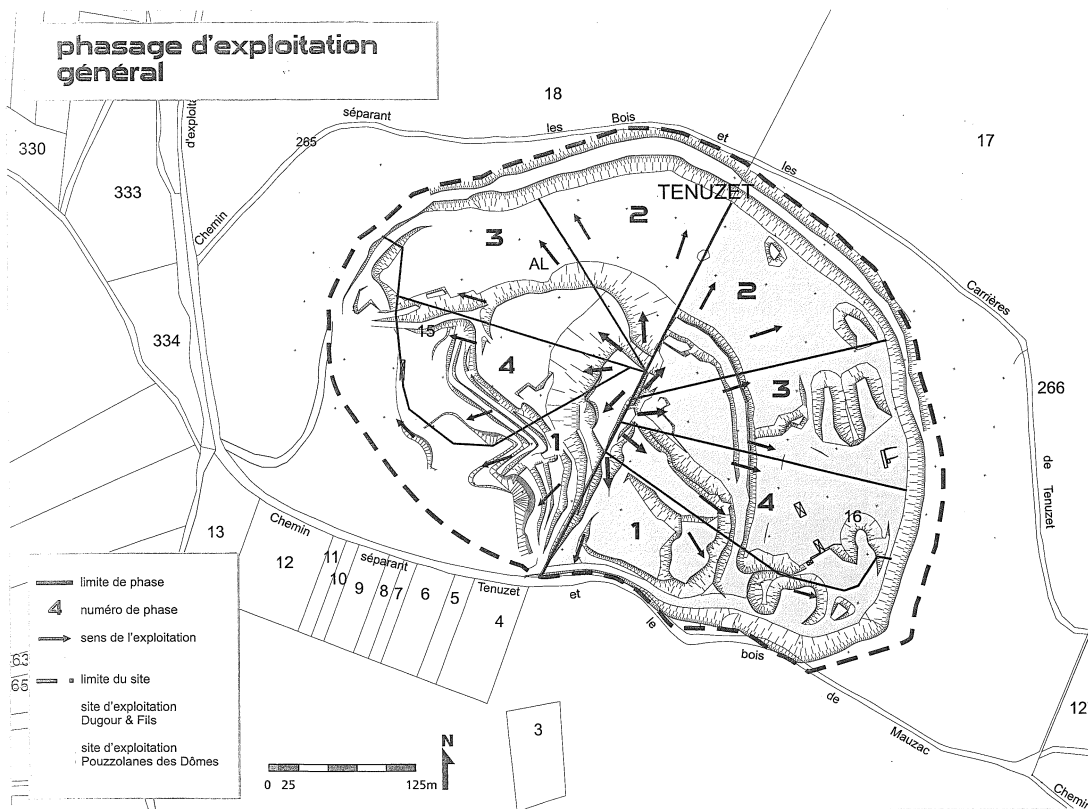 phasage d'exploitation
général
18
17
séparant
les
Bois
et
les
265
330
333
334
Chemin
TENUZET
2
3
AL
2
Carrières
15
4
3
266
de
Tenuzet
1
4
16
1
13
Chemin
séparant
Tenuzet
et
le
bois
de
Mauzac
Chemin
12
11
10
9
8
7
6
5
4
3
12
limite de phase
4 numéro de phase
sens de l'exploitation
limite du site
site d'exploitation
Dugour & Fils
site d'exploitation
Pouzzolanes des Dômes
63
0 25 125m
N